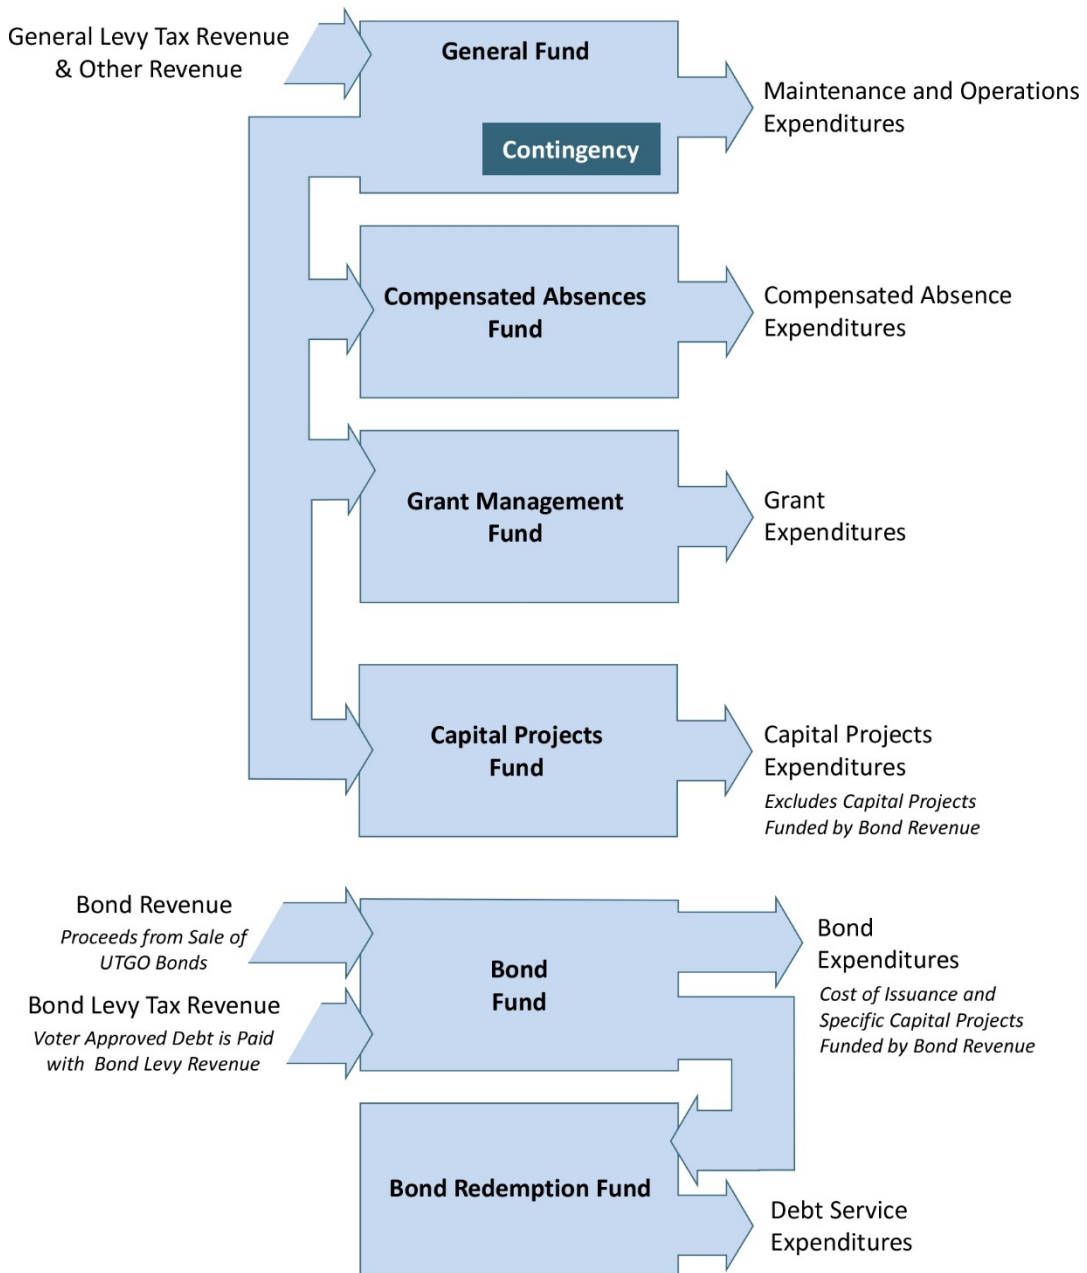 General Levy Tax Revenue
& Other Revenue
General Fund
Contingency
Maintenance and Operations
Expenditures
Compensated Absences
Fund
Compensated Absence
Expenditures
Grant Management
Fund
Grant
Expenditures
Capital Projects
Fund
Capital Projects
Expenditures
Excludes Capital Projects
Funded by Bond Revenue
Bond Revenue
Proceeds from Sale of
UTGO Bonds
Bond Levy Tax Revenue
Voter Approved Debt is Paid
with Bond Levy Revenue
Bond
Fund
Bond
Expenditures
Cost of Issuance and
Specific Capital Projects
Funded by Bond Revenue
Bond Redemption Fund
Debt Service
Expenditures